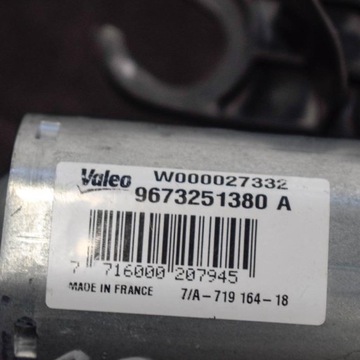 Valeo W000027332
9673251380 A
7 716000 207945
MADE IN FRANCE 7/A-719 164-18